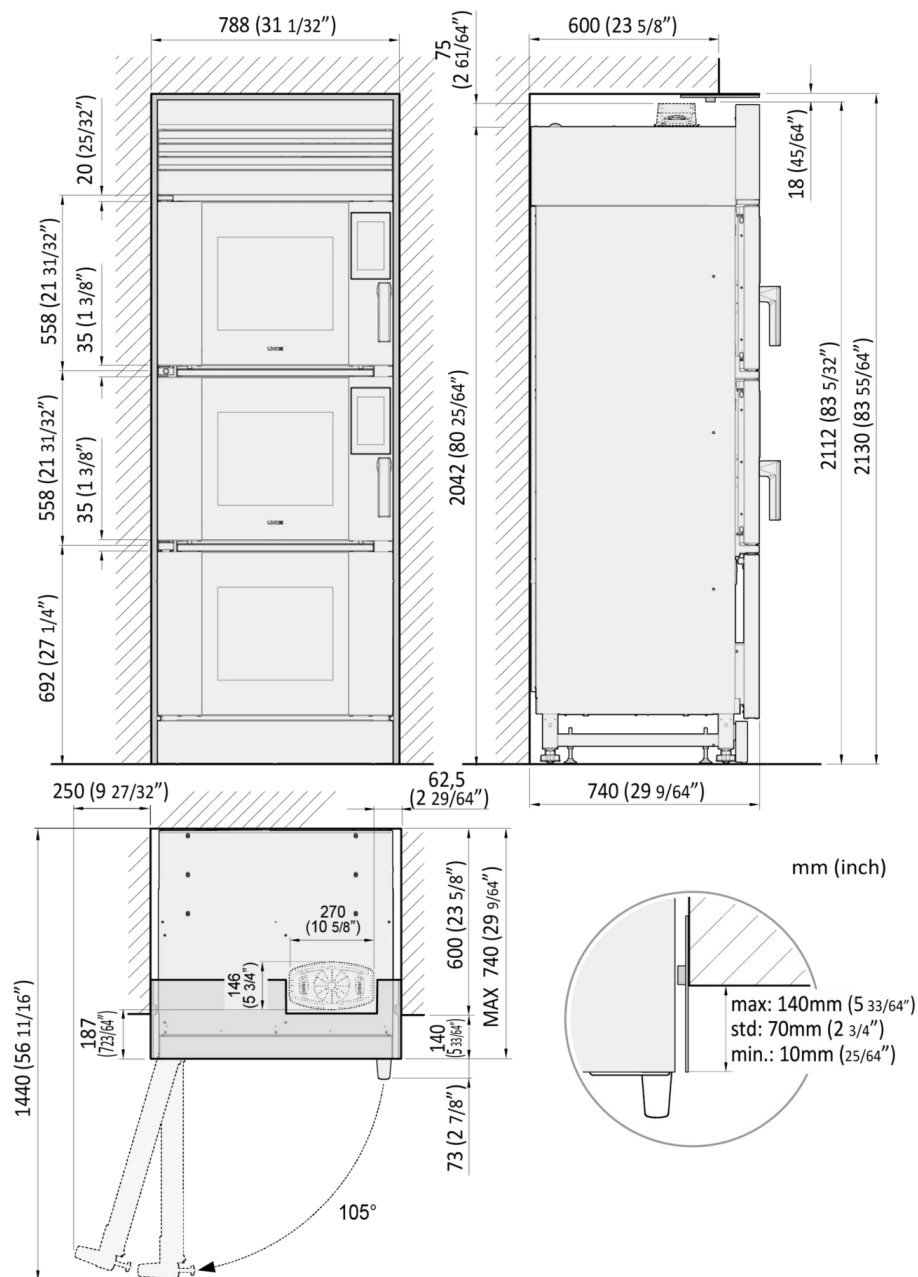 788 (31 1/32”)
600 (23 5/8”)
75
(2 61/64”)
20 (25/32”)
18 (45/64”)
558 (21 31/32”)
35 (1 3/8”)
558 (21 31/32”)
35 (1 3/8”)
692 (27 1/4”)
2042 (80 25/64”)
2112 (83 5/32”)
2130 (83 55/64”)
250 (9 27/32”)
62,5
(2 29/64”)
740 (29 9/64”)
1440 (56 11/16”)
270
(10 5/8”)
146
(5 3/4”)
187
(7 23/64”)
600 (23 5/8”)
MAX 740 (29 9/64”)
140
(5 33/64”)
73 (2 7/8”)
105°
mm (inch)
max: 140mm (5 33/64”)
std: 70mm (2 3/4”)
min.: 10mm (25/64”)